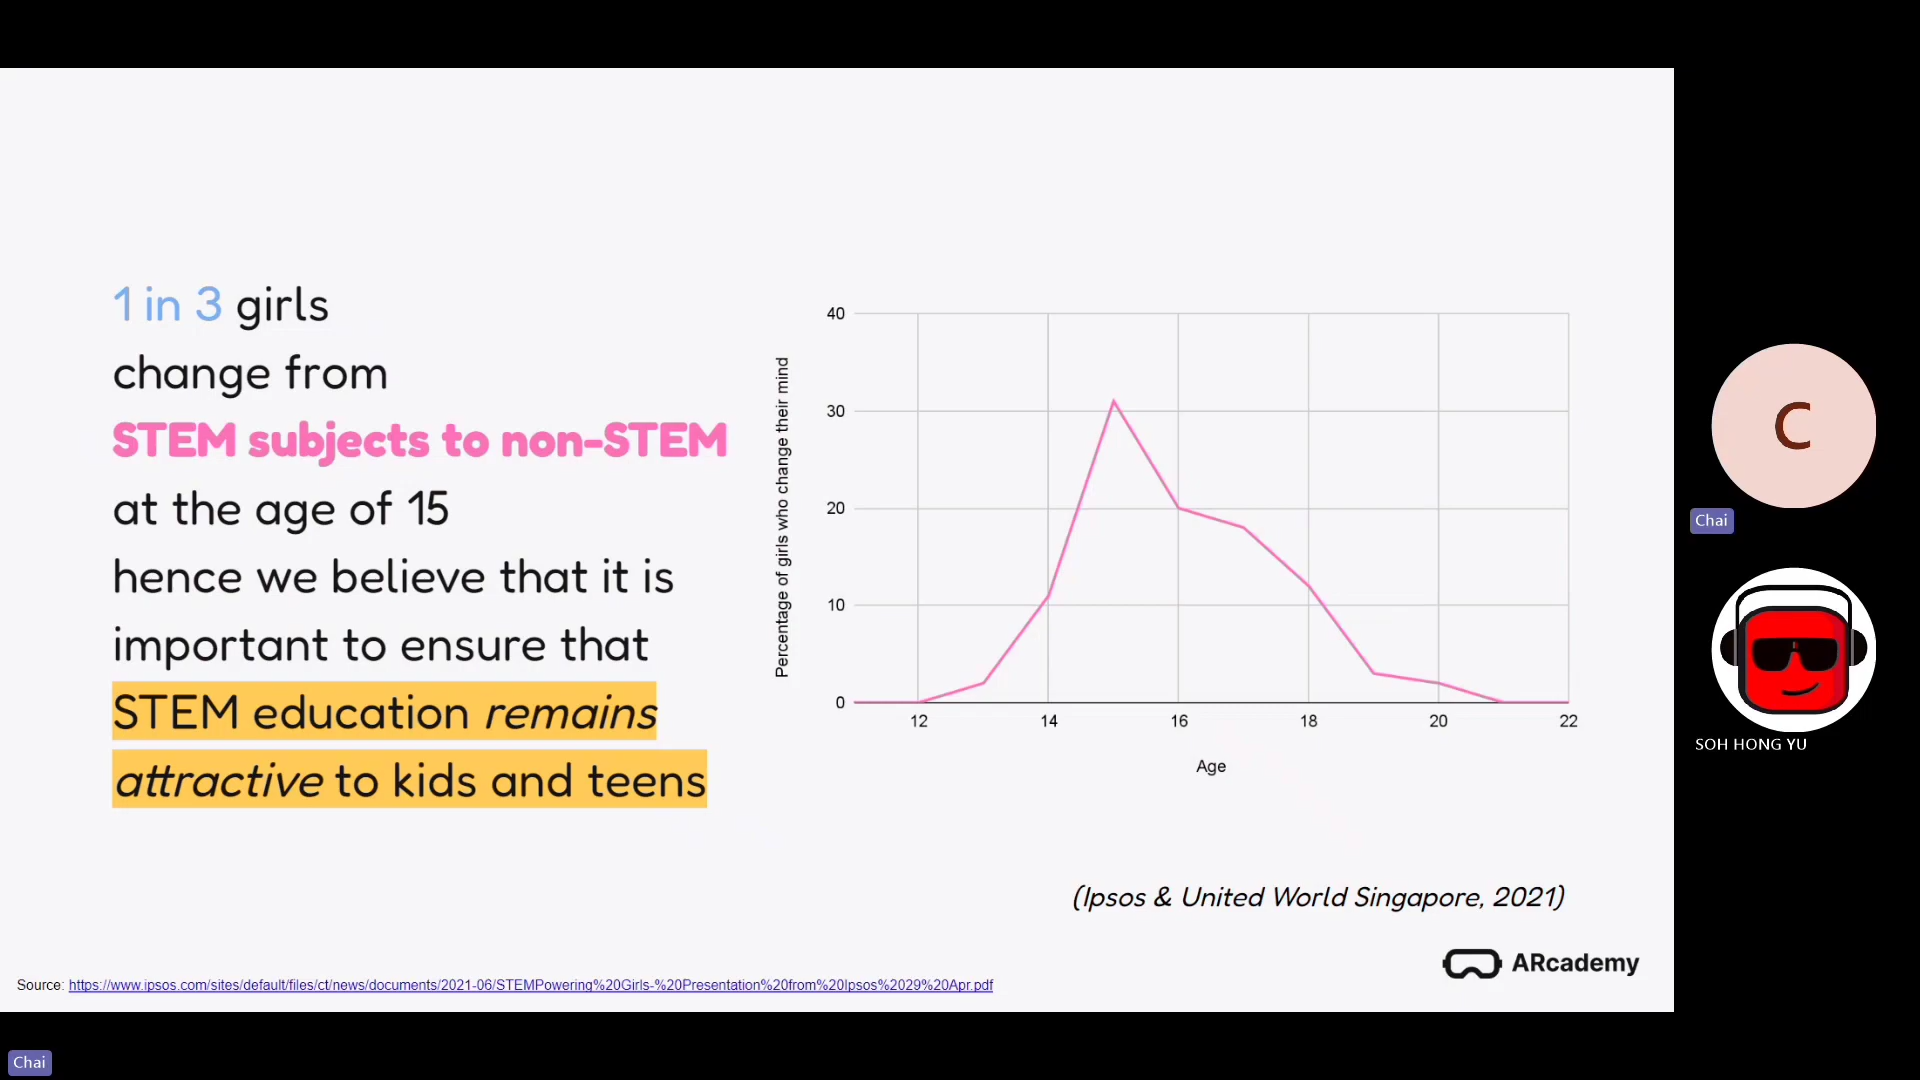 1 in 3 girls
change from
STEM subjects to non-STEM
at the age of 15
hence we believe that it is
important to ensure that
STEM education remains
attractive to kids and teens
Percentage of girls who change their mind
40
30
20
10
0
12 14 16 18 20 22
Age
(Ipsos & United World Singapore, 2021)
ARcademy
Source: https://www.ipsos.com/sites/default/files/ct/news/documents/2021-06/STEMPowering%20Girls-%20Presentation%20from%20Ipsos%2029%20Apr.pdf
C
Chai
SOH HONG YU
Chai